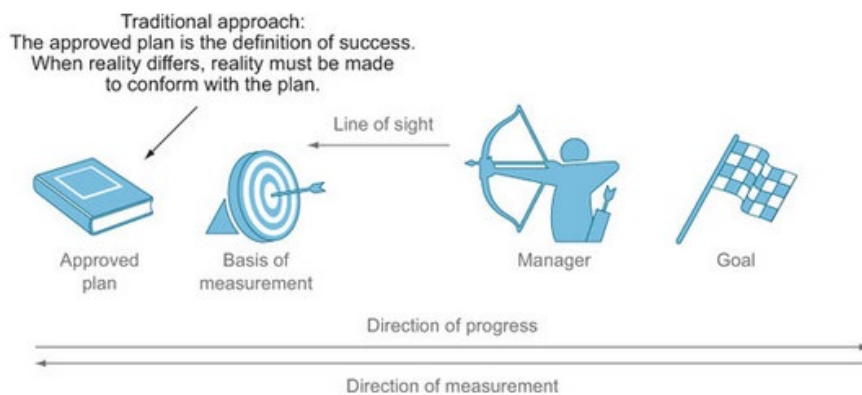 Traditional approach:
The approved plan is the definition of success.
When reality differs, reality must be made
to conform with the plan.
Line of sight
Approved
plan
Basis of
measurement
Manager
Goal
Direction of progress
Direction of measurement